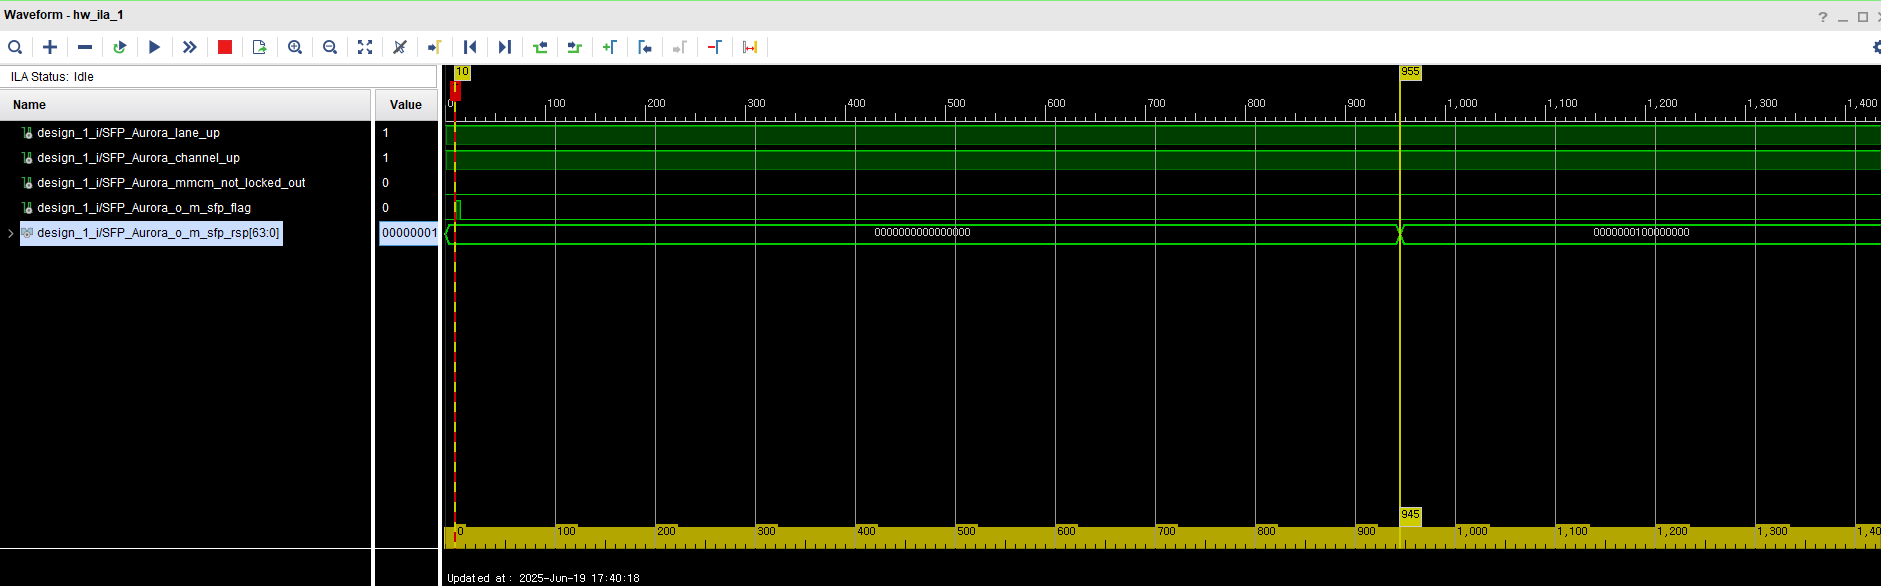 Waveform - hw_ila_1
?
ILA Status: Idle
10
955
Name
Value
0 100 200 300 400 500 600 700 800 900 1,000 1,100 1,200 1,300 1,400
design_1_i/SFP_Aurora_lane_up 1
design_1_i/SFP_Aurora_channel_up 1
design_1_i/SFP_Aurora_mmcm_not_locked_out 0
design_1_i/SFP_Aurora_o_m_sfp_flag 0
design_1_i/SFP_Aurora_o_m_sfp_rsp[63:0] 00000001 0000000000000000 0000000100000000
945
0 100 200 300 400 500 600 700 800 900 1,000 1,100 1,200 1,300 1,40
Updated at: 2025-Jun-19 17:40:18